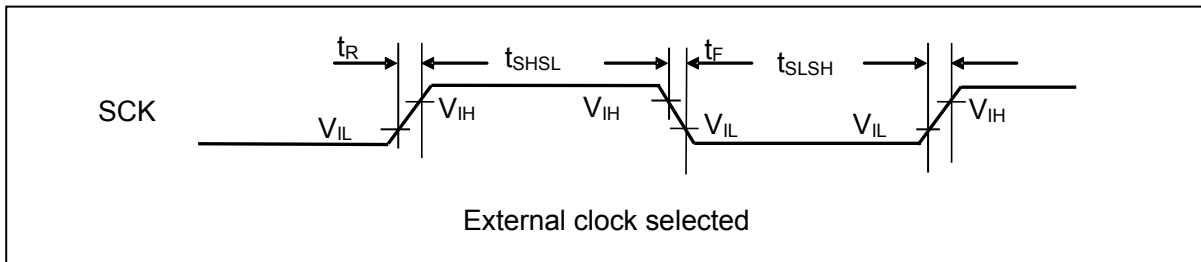 tR tSHSL tF tSLSH
SCK
VIL VIH VIH VIL VIL VIH
External clock selected